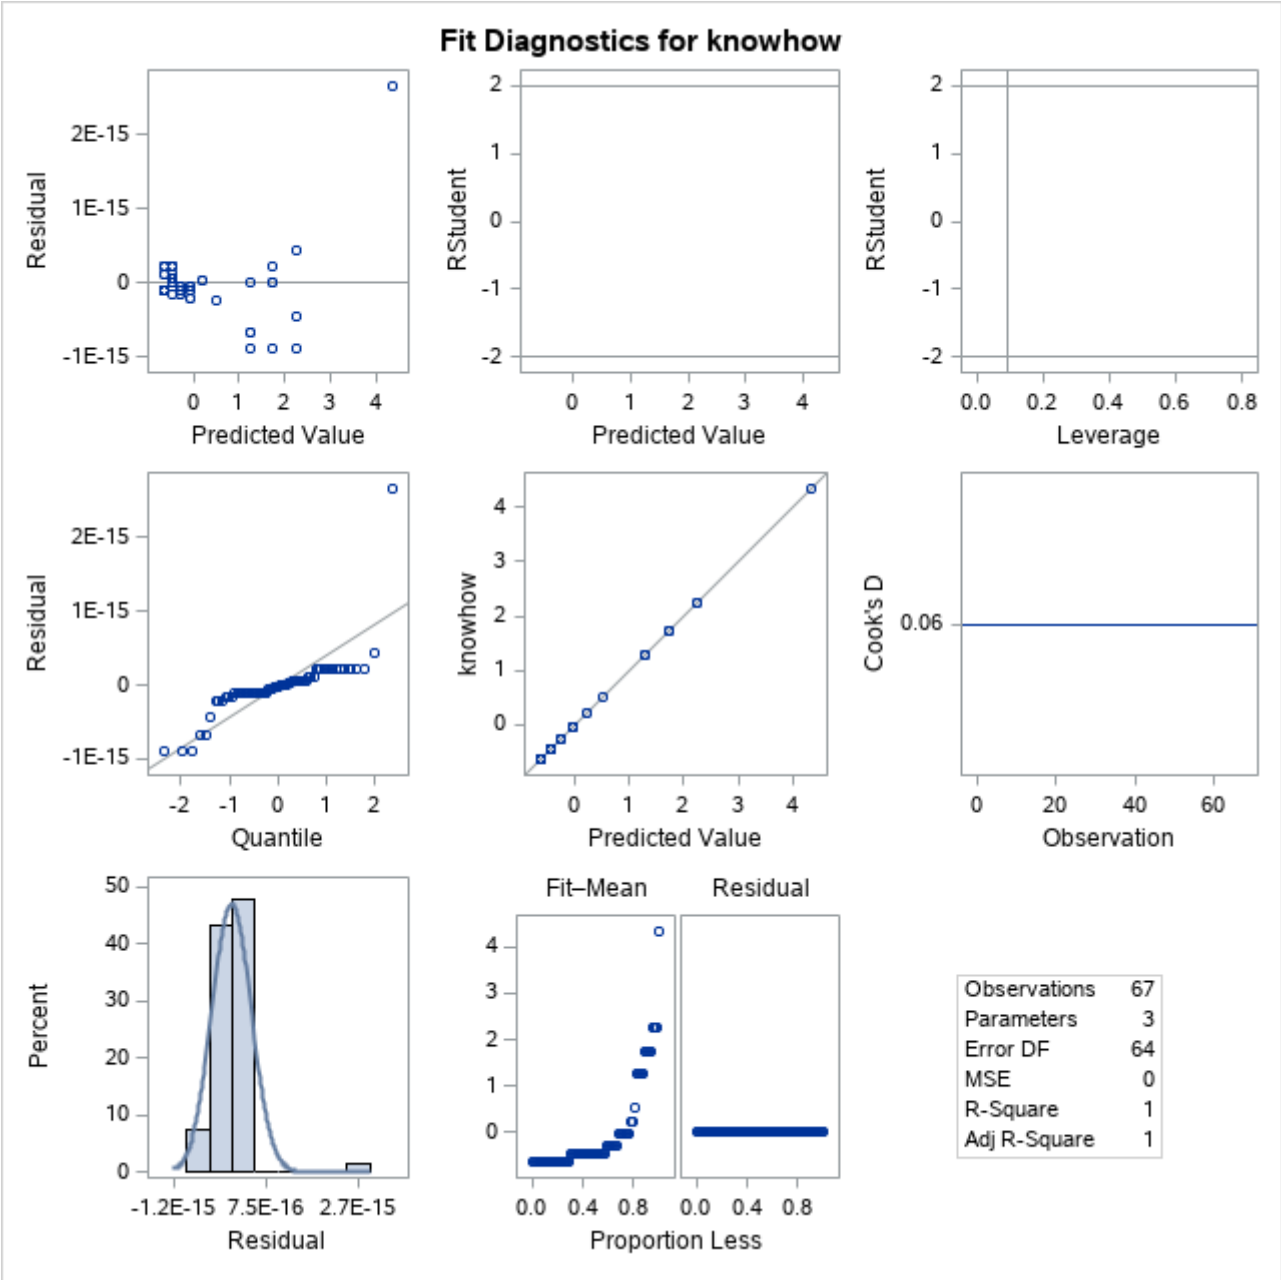 Fit Diagnostics for knowhow
Residual
2E-15
1E-15
0
-1E-15
0 1 2 3 4
Predicted Value
RStudent
2
1
0
-1
-2
0 1 2 3 4
Predicted Value
RStudent
2
1
0
-1
-2
0.0 0.2 0.4 0.6 0.8
Leverage
Residual
2E-15
1E-15
0
-1E-15
-2 -1 0 1 2
Quantile
knowhow
4
3
2
1
0
0 1 2 3 4
Predicted Value
Cook's D
0.06
0 20 40 60
Observation
Percent
50
40
30
20
10
0
-1.2E-15 7.5E-16 2.7E-15
Residual
Fit–Mean Residual
4
3
2
1
0
0.0 0.4 0.8 0.0 0.4 0.8
Proportion Less
Observations 67
Parameters 3
Error DF 64
MSE 0
R-Square 1
Adj R-Square 1